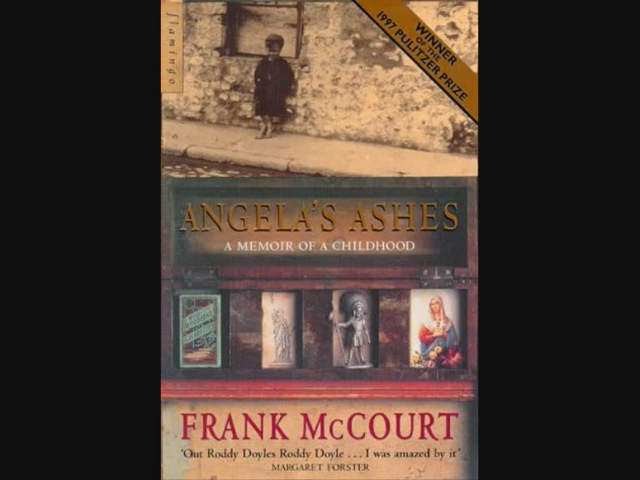 flamingo
WINNER
OF THE
1997 PULITZER PRIZE
ANGELA'S ASHES
A MEMOIR OF A CHILDHOOD
FRANK McCOURT
'Out Roddy Doyles Roddy Doyle . . . I was amazed by it'
MARGARET FORSTER